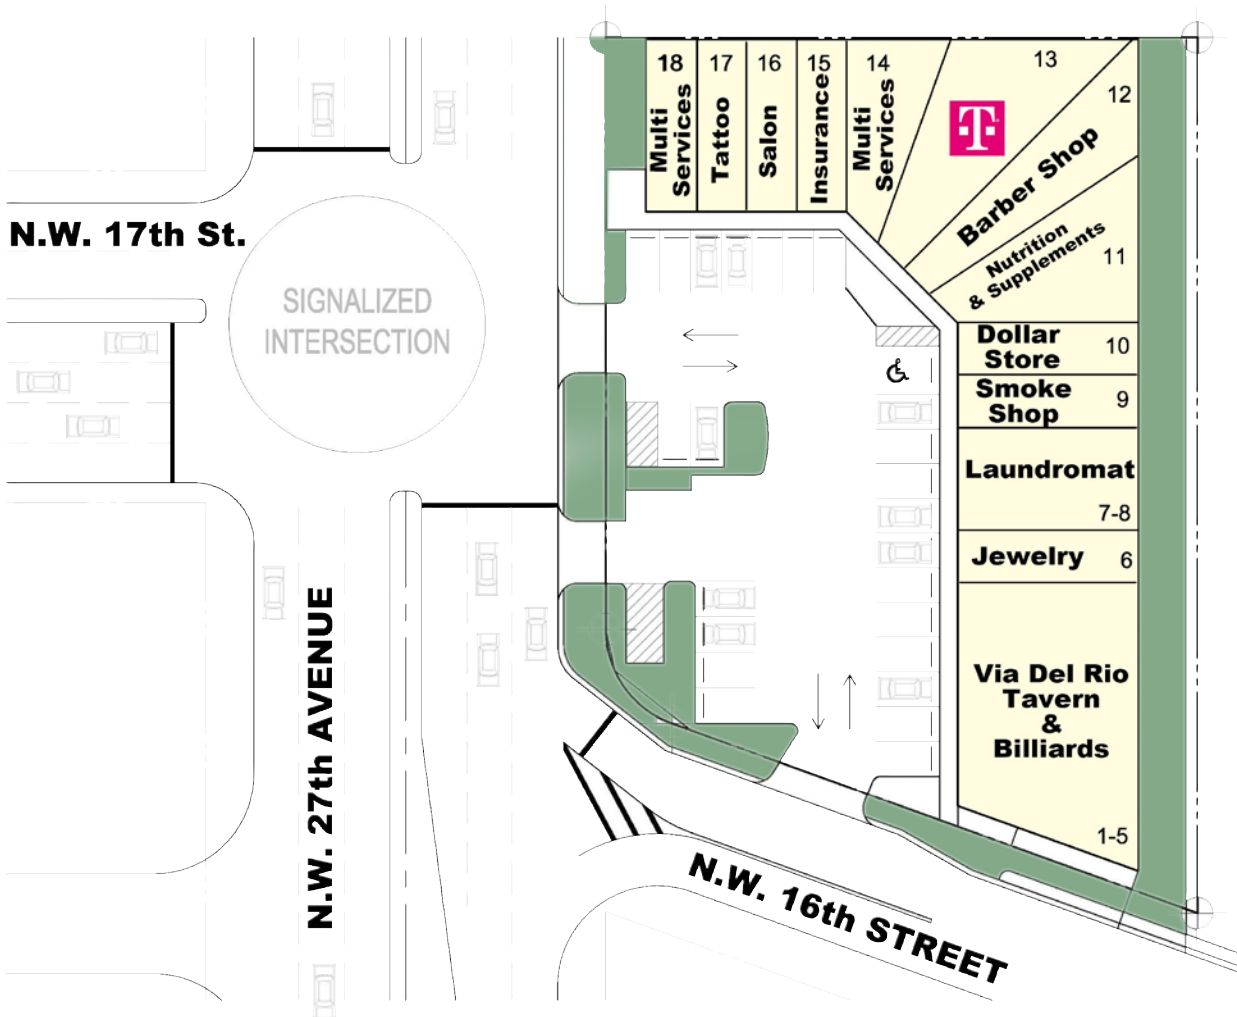 18
Multi
Services
17
Tattoo
16
Salon
15
Insurance
14
Multi
Services
13
T
12
Barber Shop
11
Nutrition
& Supplements
Dollar
Store
10
Smoke
Shop
9
Laundromat
7-8
Jewelry
6
Via Del Rio
Tavern
&
Billiards
1-5
N.W. 17th St.
SIGNALIZED
INTERSECTION
N.W. 27th AVENUE
N.W. 16th STREET